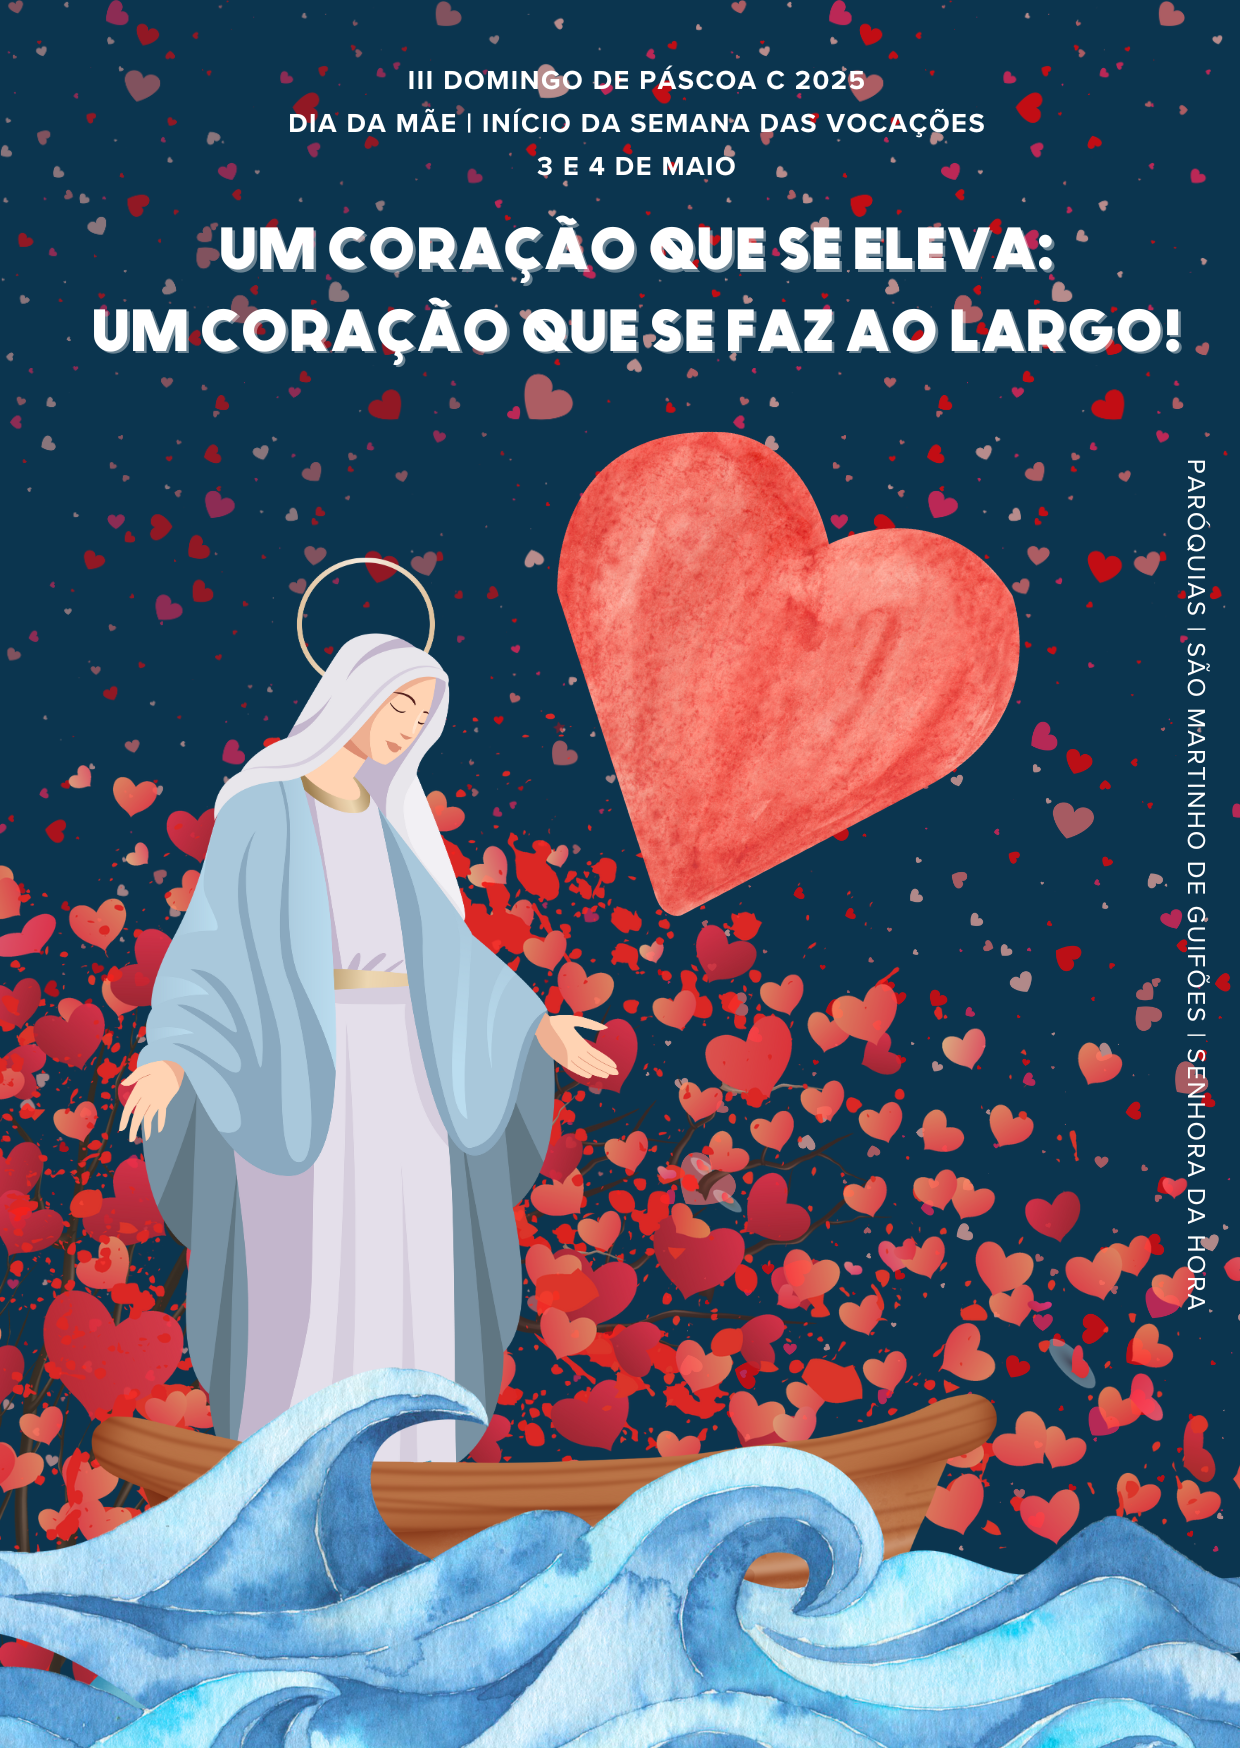 III DOMINGO DE PÁSCOA C 2025
DIA DA MÃE | INÍCIO DA SEMANA DAS VOCAÇÕES
3 E 4 DE MAIO
UM CORAÇÃO QUE SE ELEVA:
UM CORAÇÃO QUE SE FAZ AO LARGO!
PARÓQUIAS | SÃO MARTINHO DE GUIFÕES | SENHORA DA HORA